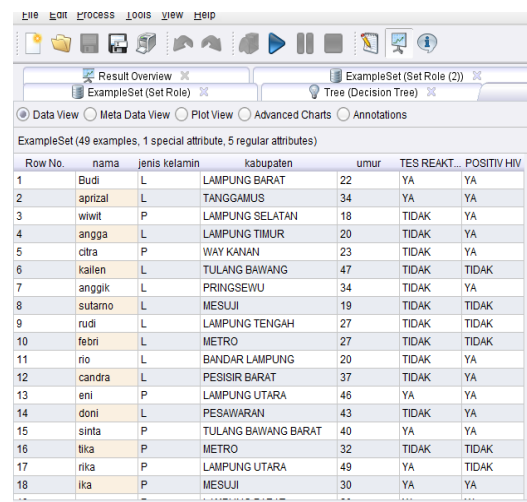 File Edit Process Tools View Help
Result Overview ExampleSet (Set Role (2))
ExampleSet (Set Role) Tree (Decision Tree)
Data View Meta Data View Plot View Advanced Charts Annotations
ExampleSet (49 examples, 1 special attribute, 5 regular attributes)
Row No. nama jenis kelamin kabupaten umur TES REAKT... POSITIV HIV
1 Budi L LAMPUNG BARAT 22 YA YA
2 aprizal L TANGGAMUS 34 YA YA
3 wiwit P LAMPUNG SELATAN 18 TIDAK YA
4 angga L LAMPUNG TIMUR 20 TIDAK YA
5 citra P WAY KANAN 23 TIDAK YA
6 kailen L TULANG BAWANG 47 TIDAK TIDAK
7 anggik L PRINGSEWU 34 TIDAK YA
8 sutarno L MESUJI 19 TIDAK TIDAK
9 rudi L LAMPUNG TENGAH 27 TIDAK TIDAK
10 febri L METRO 27 TIDAK TIDAK
11 rio L BANDAR LAMPUNG 20 TIDAK YA
12 candra L PESISIR BARAT 37 TIDAK YA
13 eni P LAMPUNG UTARA 46 YA YA
14 doni L PESAWARAN 43 TIDAK YA
15 sinta P TULANG BAWANG BARAT 40 YA YA
16 tika P METRO 32 TIDAK TIDAK
17 rika P LAMPUNG UTARA 49 YA TIDAK
18 ika P MESUJI 30 YA YA